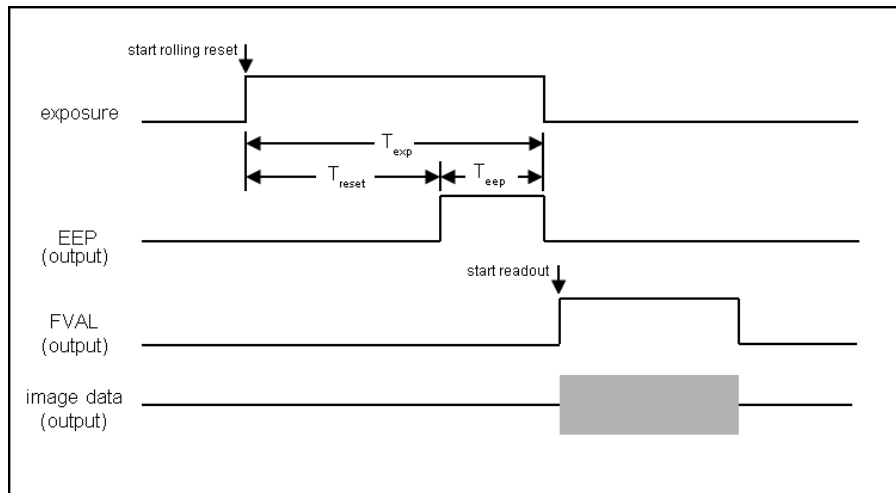 start rolling reset
exposure
Texp
Treset
Teep
EEP
(output)
start readout
FVAL
(output)
image data
(output)